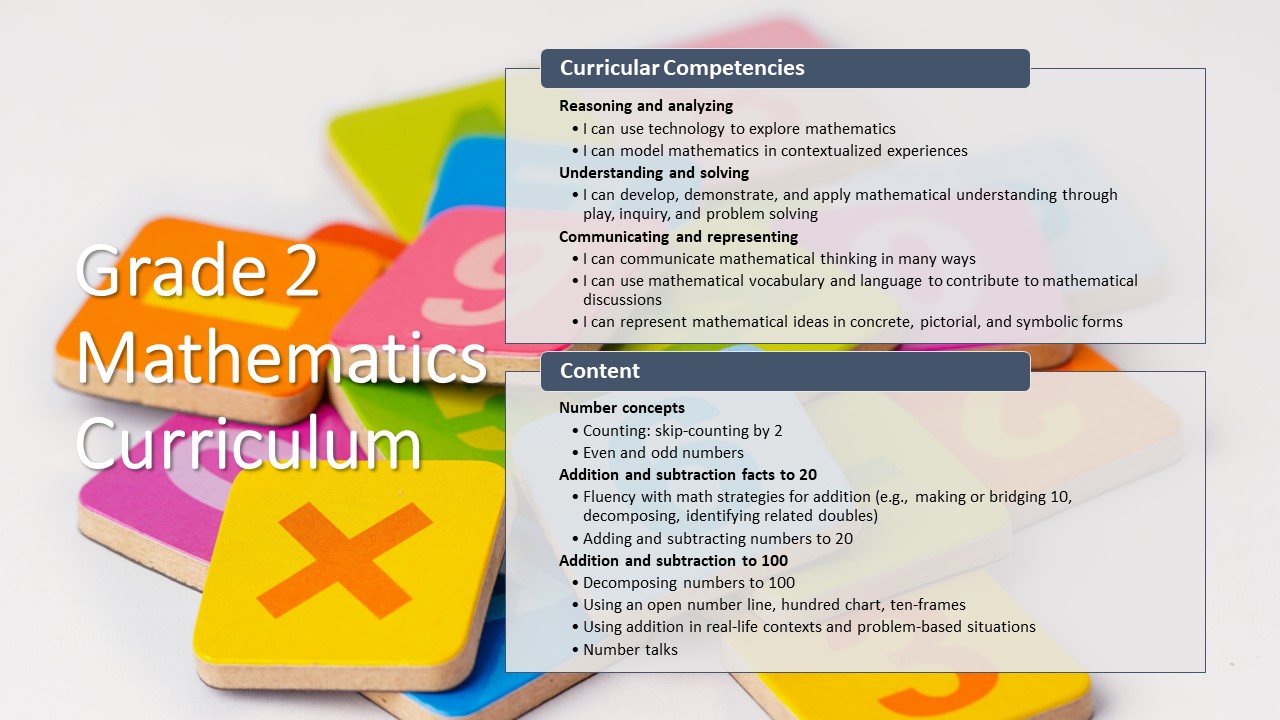 Grade 2
Mathematics
Curriculum
Curricular Competencies
Reasoning and analyzing
• I can use technology to explore mathematics
• I can model mathematics in contextualized experiences
Understanding and solving
• I can develop, demonstrate, and apply mathematical understanding through
play, inquiry, and problem solving
Communicating and representing
• I can communicate mathematical thinking in many ways
• I can use mathematical vocabulary and language to contribute to mathematical
discussions
• I can represent mathematical ideas in concrete, pictorial, and symbolic forms
Content
Number concepts
• Counting: skip-counting by 2
• Even and odd numbers
Addition and subtraction facts to 20
• Fluency with math strategies for addition (e.g., making or bridging 10,
decomposing, identifying related doubles)
• Adding and subtracting numbers to 20
Addition and subtraction to 100
• Decomposing numbers to 100
• Using an open number line, hundred chart, ten-frames
• Using addition in real-life contexts and problem-based situations
• Number talks
9
×
3